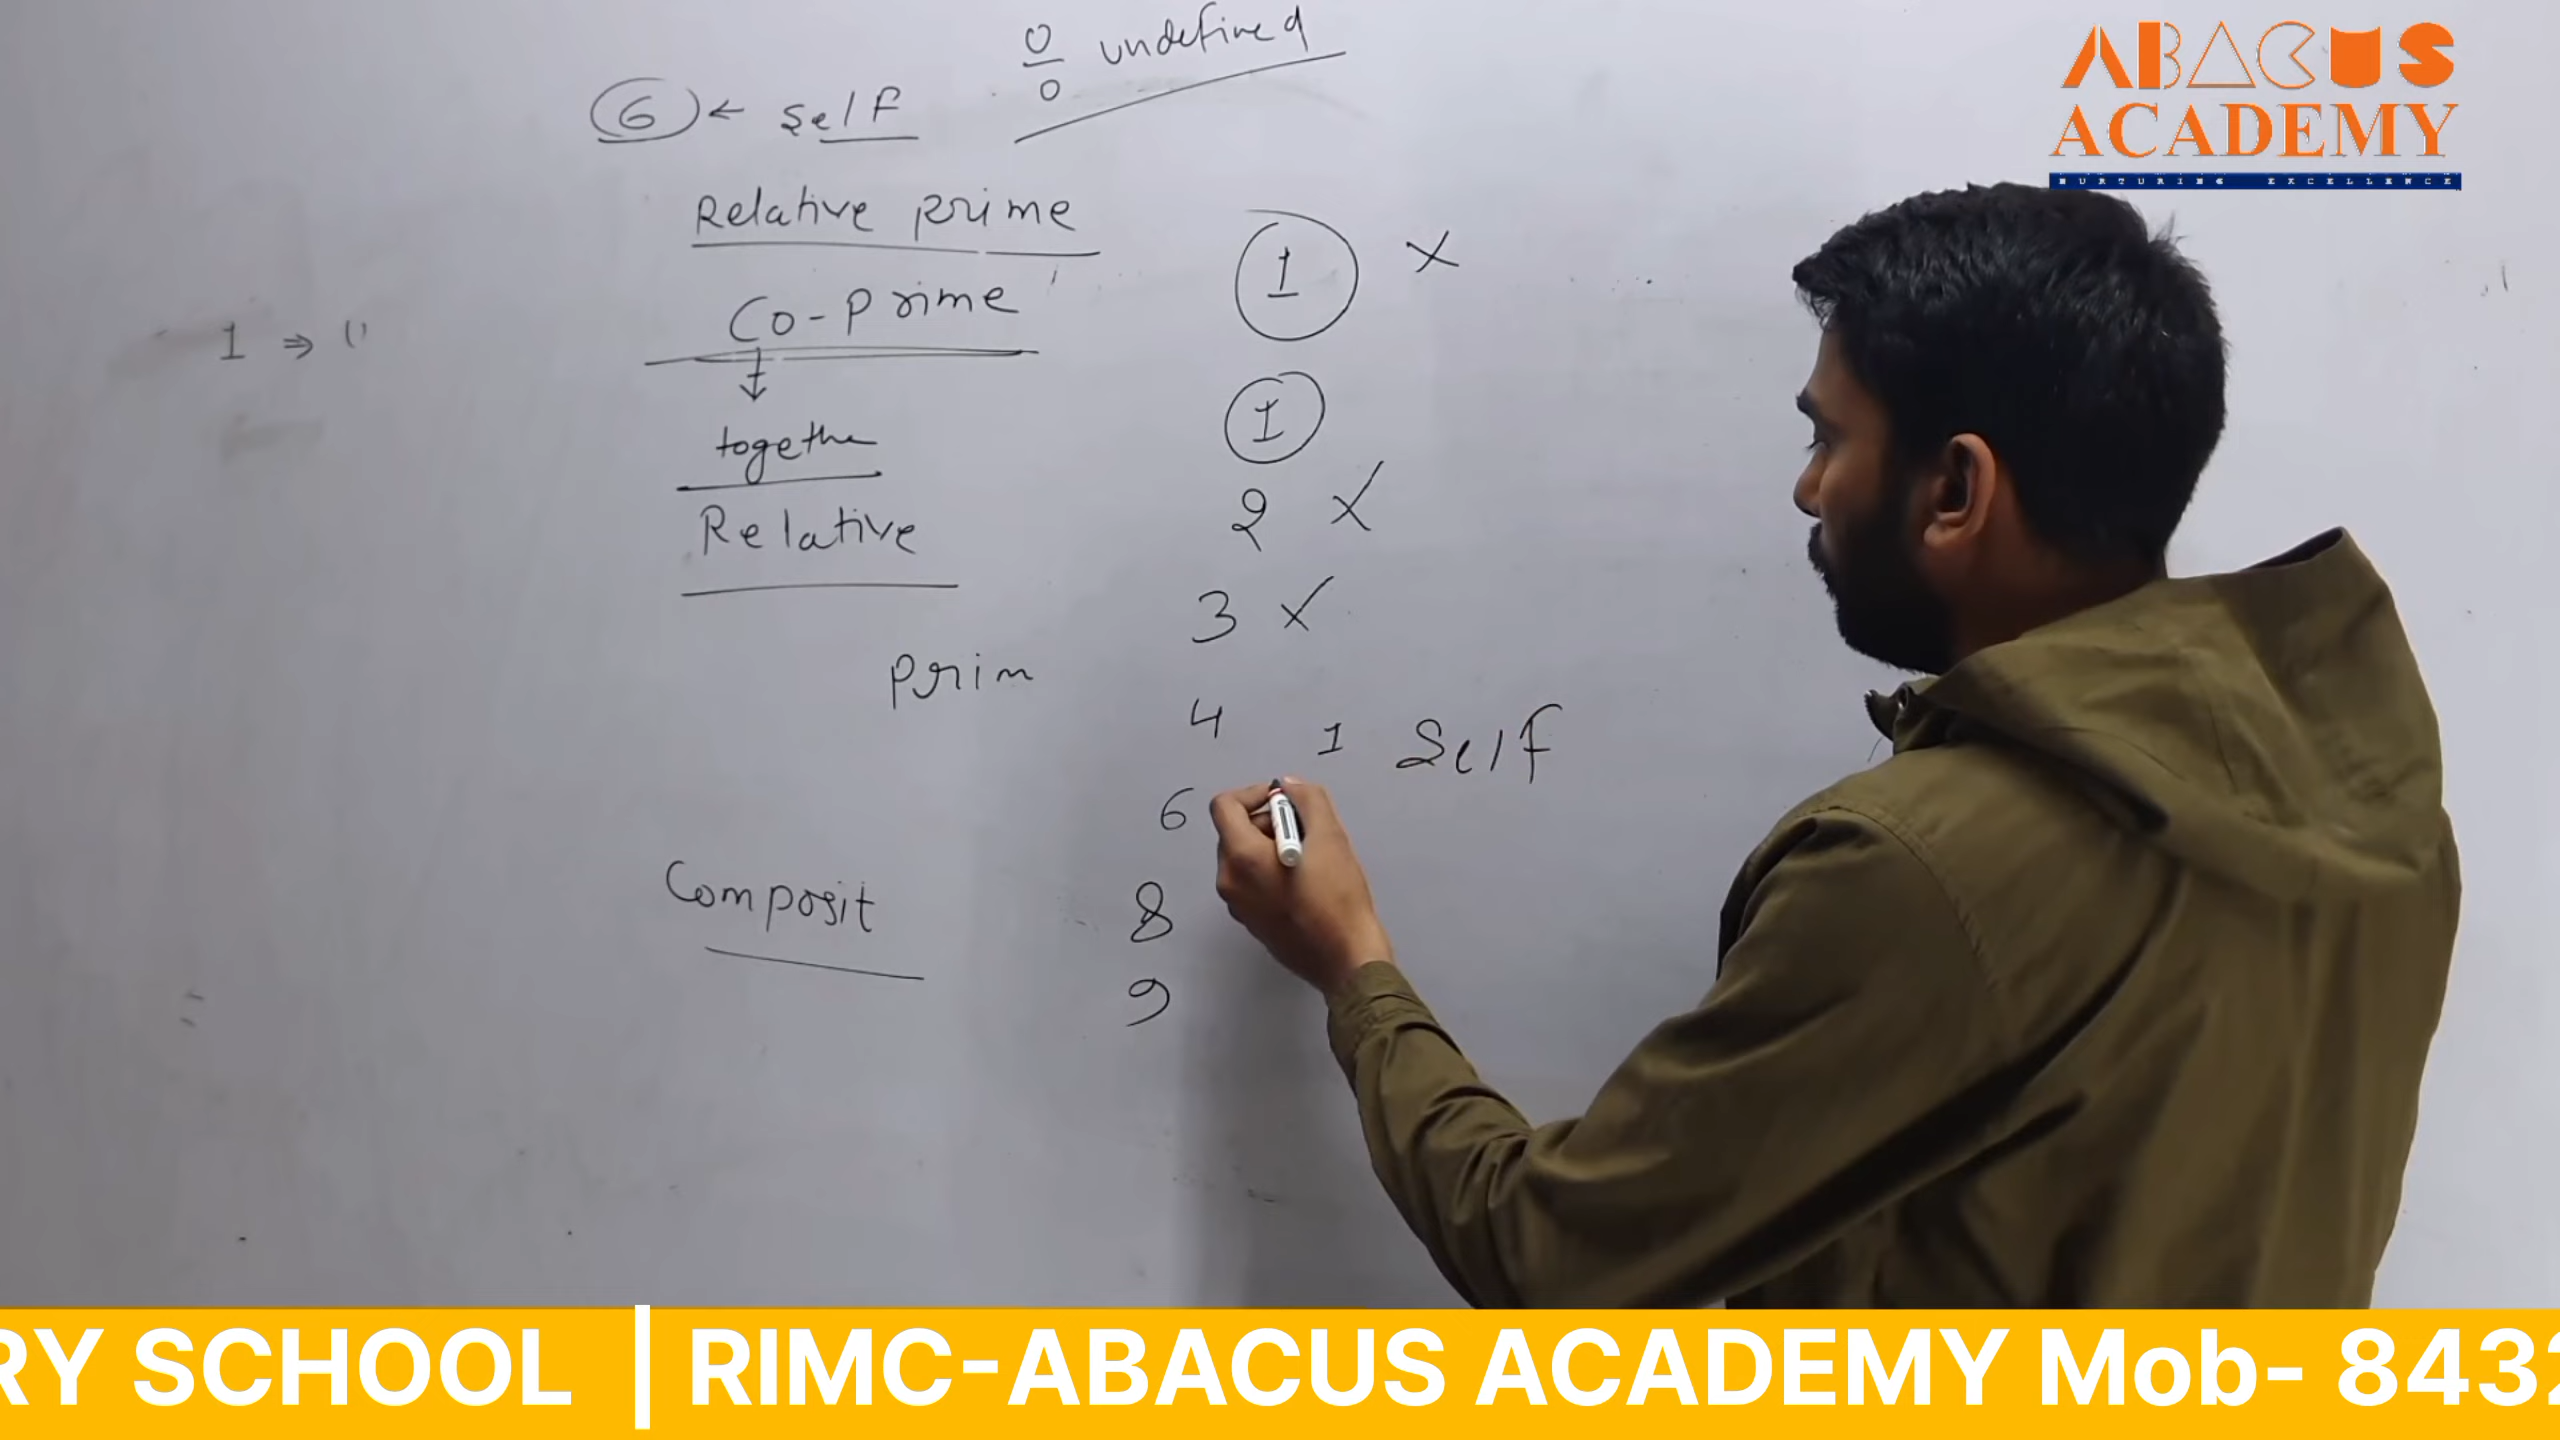 0/0 undefined
6 ← self
Relative prime
1 ×
Co-prime
1 ⇒
together
1
Relative
2 ×
3 ×
Prim
4 1 Self
6
Composit
8
9
ABACUS
ACADEMY
NURTURING EXCELLENCE
RY SCHOOL | RIMC-ABACUS ACADEMY Mob- 8432